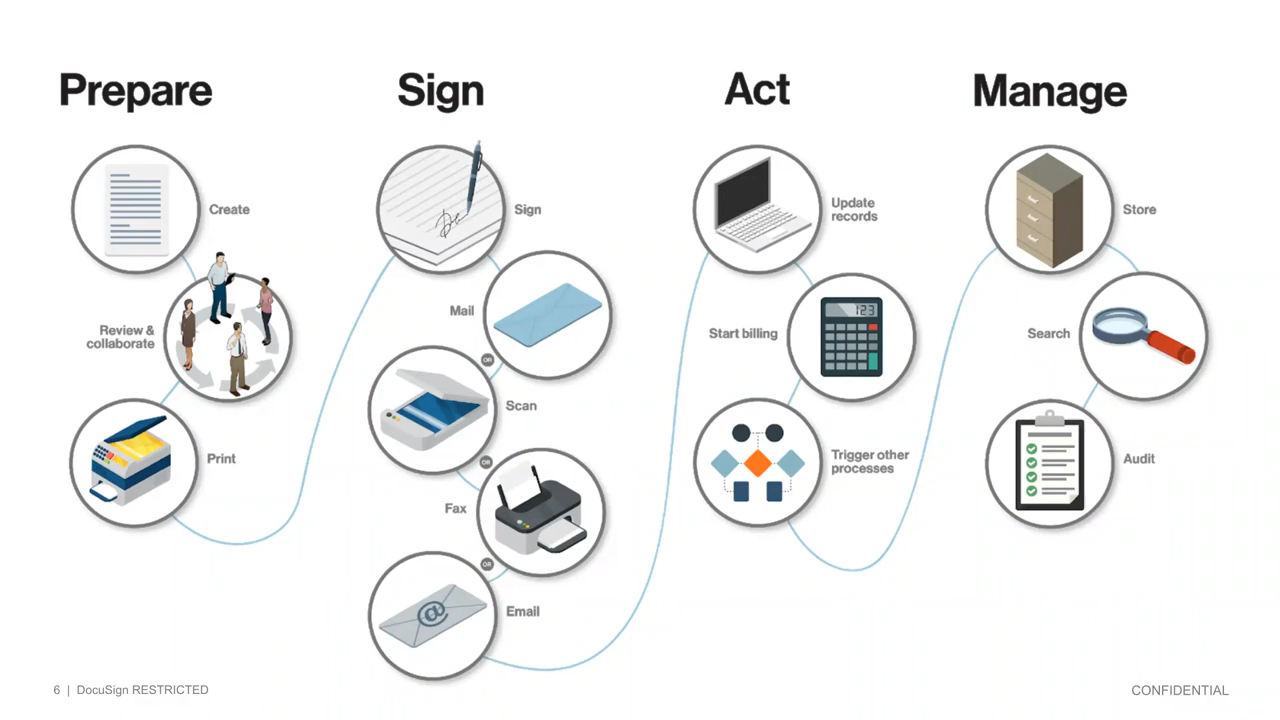 Prepare
Create
Review &
collaborate
Print
Sign
Sign
Mail
OR
Scan
OR
Fax
OR
Email
Act
Update
records
Start billing
123
Trigger other
processes
Manage
Store
Search
Audit
6 | DocuSign RESTRICTED
CONFIDENTIAL